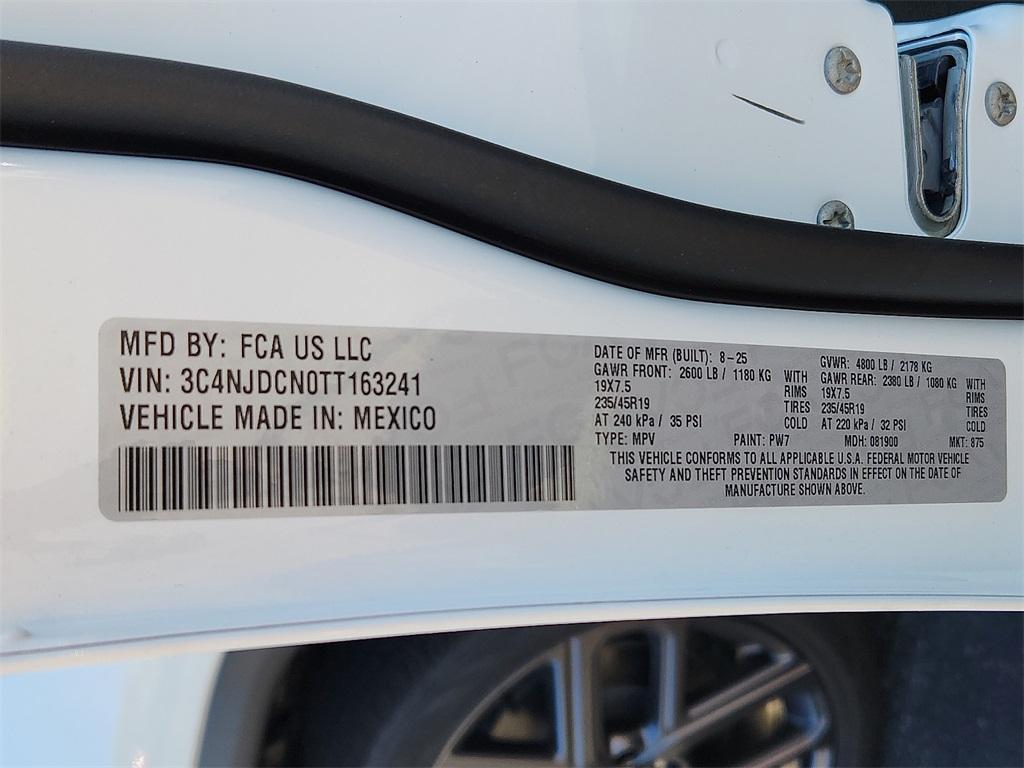 MFD BY: FCA US LLC
VIN: 3C4NJDCN0TT163241
VEHICLE MADE IN: MEXICO
DATE OF MFR (BUILT): 8-25 GVWR: 4800 LB / 2178 KG
GAWR FRONT: 2600 LB / 1180 KG WITH GAWR REAR: 2380 LB / 1080 KG WITH
19X7.5 RIMS 19X7.5 RIMS
235/45R19 TIRES 235/45R19 TIRES
AT 240 kPa / 35 PSI COLD AT 220 kPa / 32 PSI COLD
TYPE: MPV PAINT: PW7 MDH: 081900 MKT: 875
THIS VEHICLE CONFORMS TO ALL APPLICABLE U.S.A. FEDERAL MOTOR VEHICLE
SAFETY AND THEFT PREVENTION STANDARDS IN EFFECT ON THE DATE OF
MANUFACTURE SHOWN ABOVE.